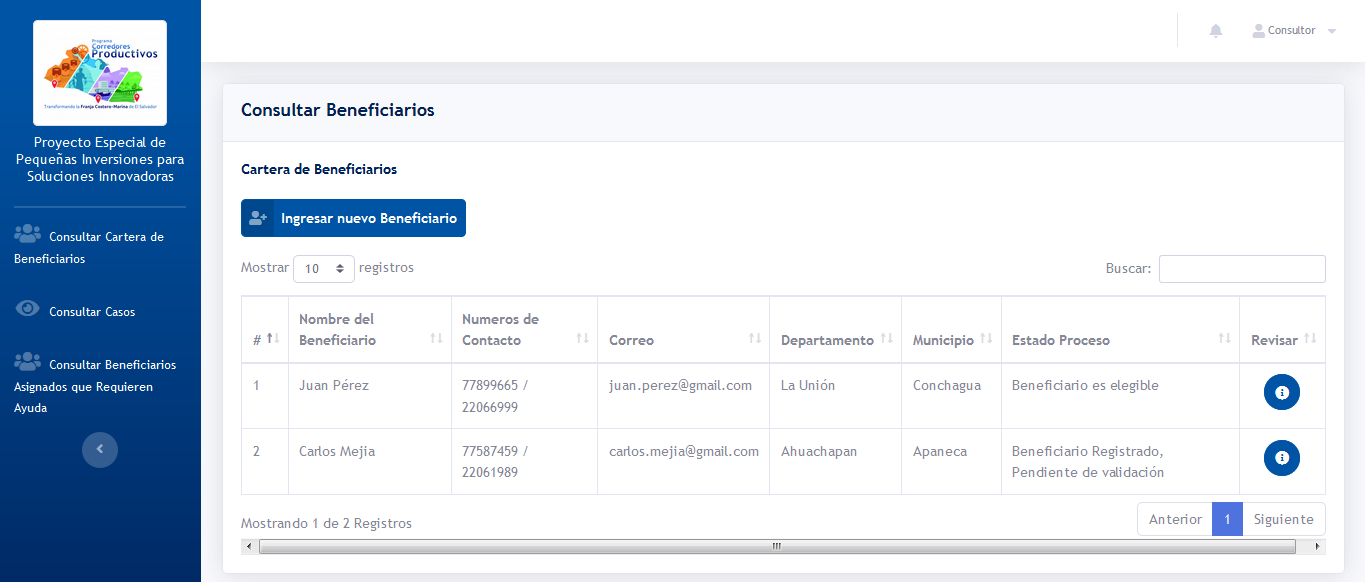 Programa
Corredores
Productivos
Transformando la Franja Costero-Marina de El Salvador
Proyecto Especial de
Pequeñas Inversiones para
Soluciones Innovadoras
Consultar Cartera de
Beneficiarios
Consultar Casos
Consultar Beneficiarios
Asignados que Requieren
Ayuda
Consultor
Consultar Beneficiarios
Cartera de Beneficiarios
Ingresar nuevo Beneficiario
Mostrar 10 registros
Buscar:
# Nombre del Beneficiario Numeros de Contacto Correo Departamento Municipio Estado Proceso Revisar
1 Juan Pérez 77899665 / 22066999 juan.perez@gmail.com La Unión Conchagua Beneficiario es elegible
2 Carlos Mejia 77587459 / 22061989 carlos.mejia@gmail.com Ahuachapan Apaneca Beneficiario Registrado, Pendiente de validación
Mostrando 1 de 2 Registros
Anterior 1 Siguiente